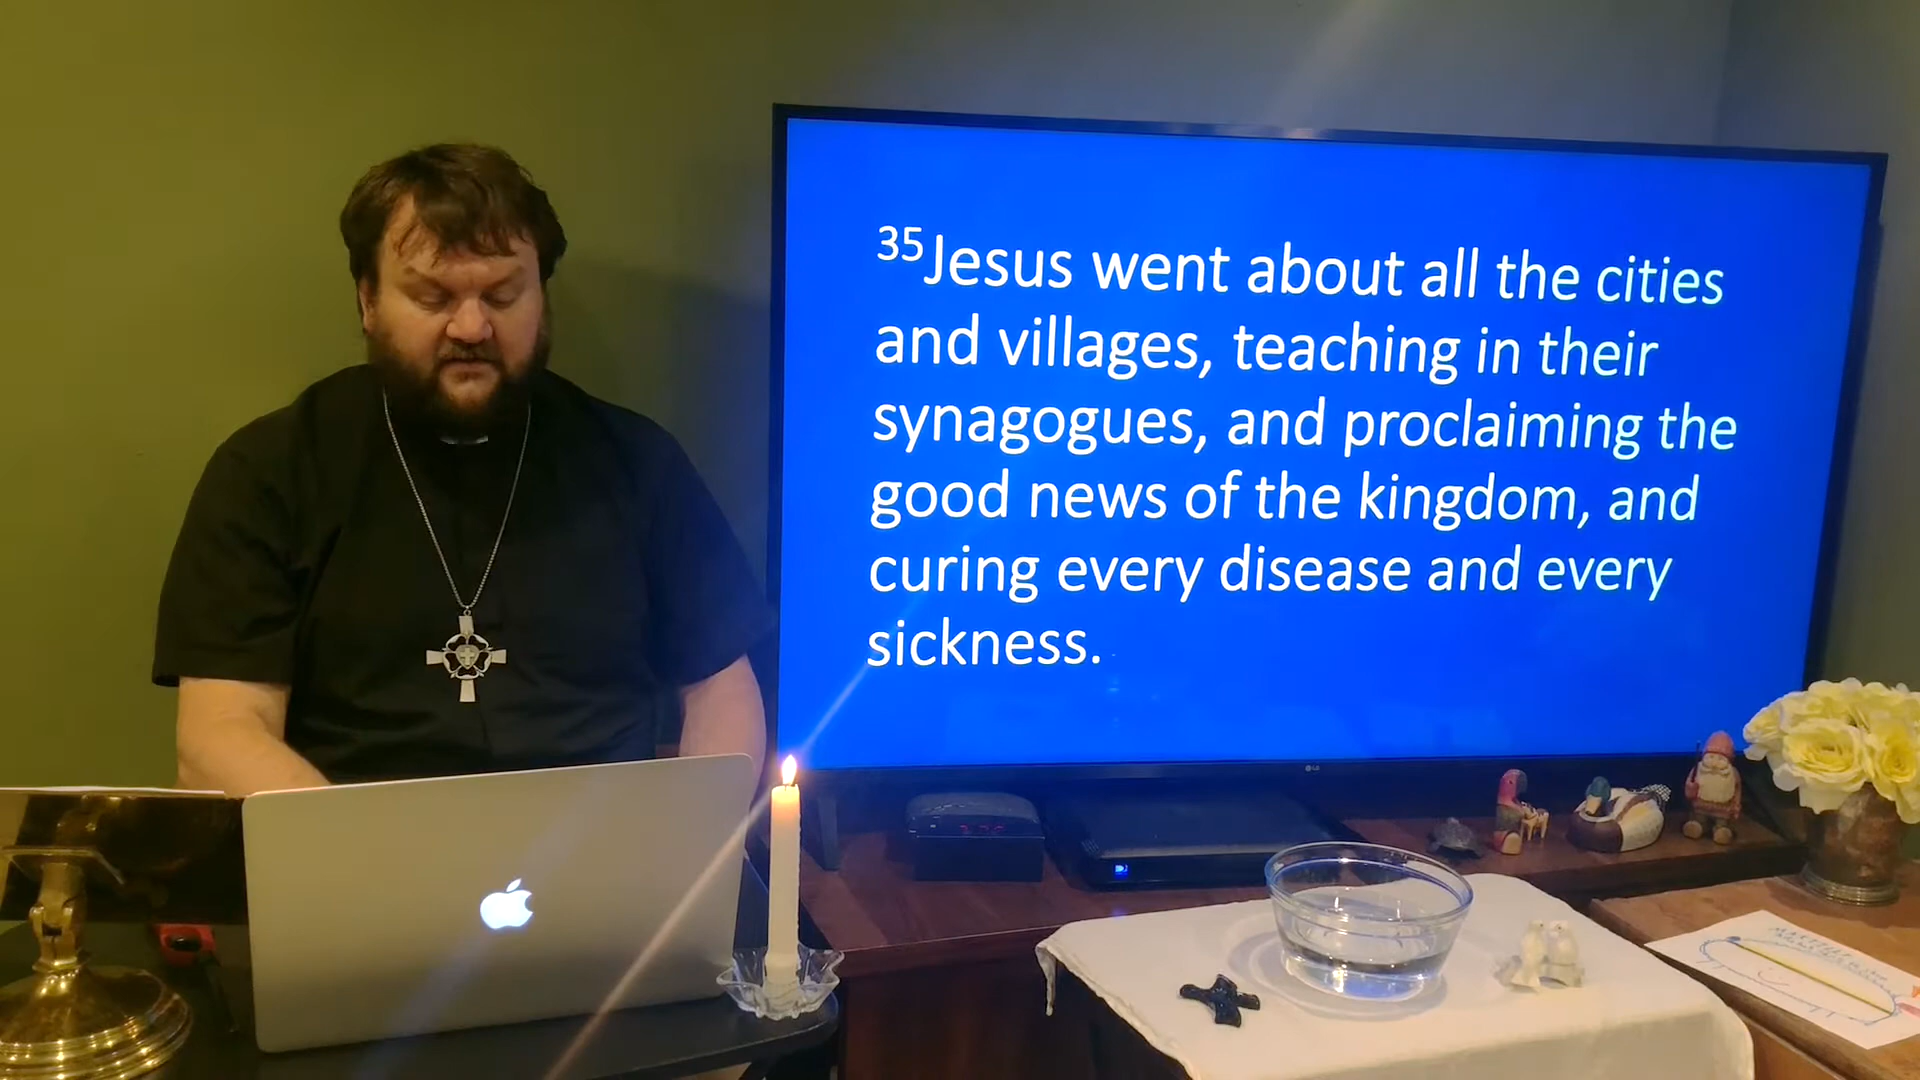 35Jesus went about all the cities
and villages, teaching in their
synagogues, and proclaiming the
good news of the kingdom, and
curing every disease and every
sickness.
LG